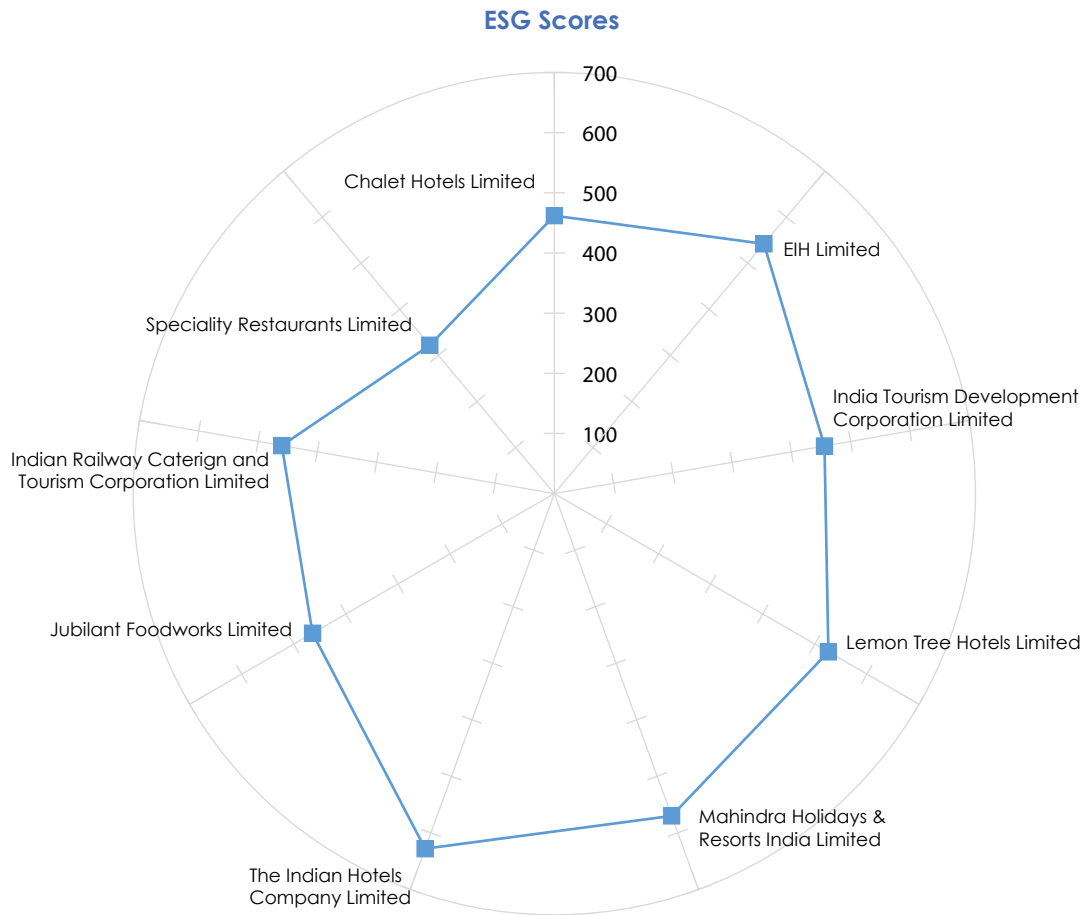 ESG Scores
700
600
500
400
300
200
100
Chalet Hotels Limited
EIH Limited
India Tourism Development
Corporation Limited
Lemon Tree Hotels Limited
Mahindra Holidays &
Resorts India Limited
The Indian Hotels
Company Limited
Jubilant Foodworks Limited
Indian Railway Caterign and
Tourism Corporation Limited
Speciality Restaurants Limited